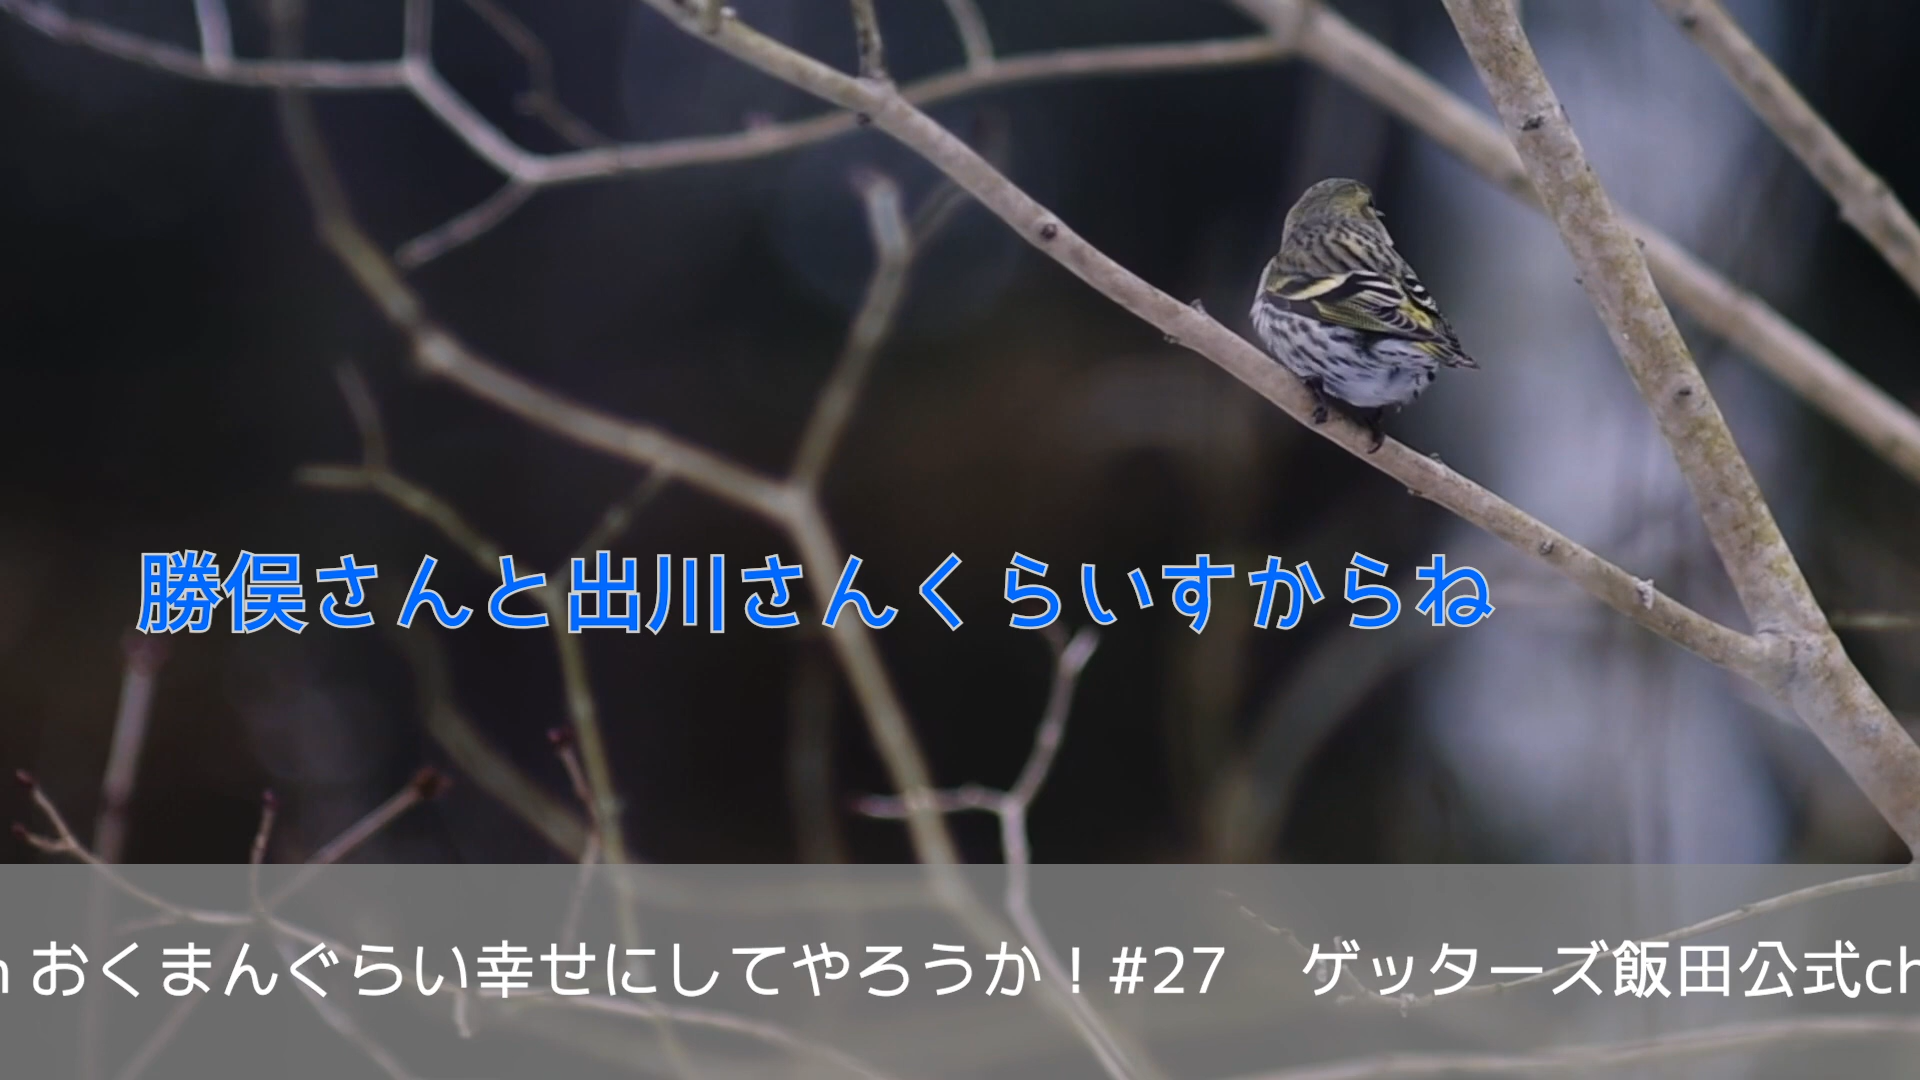 勝俣さんと出川さんくらいすからね
おくまんぐらい幸せにしてやろうか！#27　ゲッターズ飯田公式ch